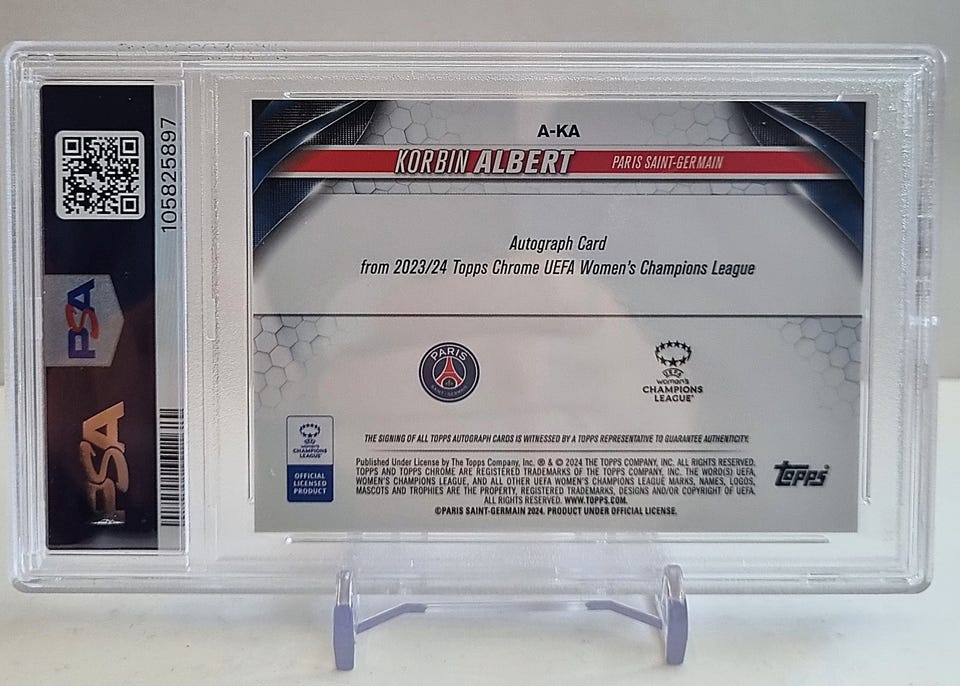 105825897
PSA
PSA
A-KA
KORBIN ALBERT PARIS SAINT-GERMAIN
Autograph Card
from 2023/24 Topps Chrome UEFA Women's Champions League
PARIS
SAINT-GERMAIN
UEFA
women's
CHAMPIONS
LEAGUE
THE SIGNING OF ALL TOPPS AUTOGRAPH CARDS IS WITNESSED BY A TOPPS REPRESENTATIVE TO GUARANTEE AUTHENTICITY.
UEFA
women's
CHAMPIONS
LEAGUE
OFFICIAL
LICENSED
PRODUCT
Published Under License by The Topps Company, Inc. ® & © 2024 THE TOPPS COMPANY, INC. ALL RIGHTS RESERVED.
TOPPS AND TOPPS CHROME ARE REGISTERED TRADEMARKS OF THE TOPPS COMPANY, INC. THE WORD(S) UEFA,
WOMEN'S CHAMPIONS LEAGUE, AND ALL OTHER UEFA WOMEN'S CHAMPIONS LEAGUE MARKS, NAMES, LOGOS,
MASCOTS AND TROPHIES ARE THE PROPERTY, REGISTERED TRADEMARKS, DESIGNS AND/OR COPYRIGHT OF UEFA.
ALL RIGHTS RESERVED. WWW.TOPPS.COM.
©PARIS SAINT-GERMAIN 2024. PRODUCT UNDER OFFICIAL LICENSE.
Topps